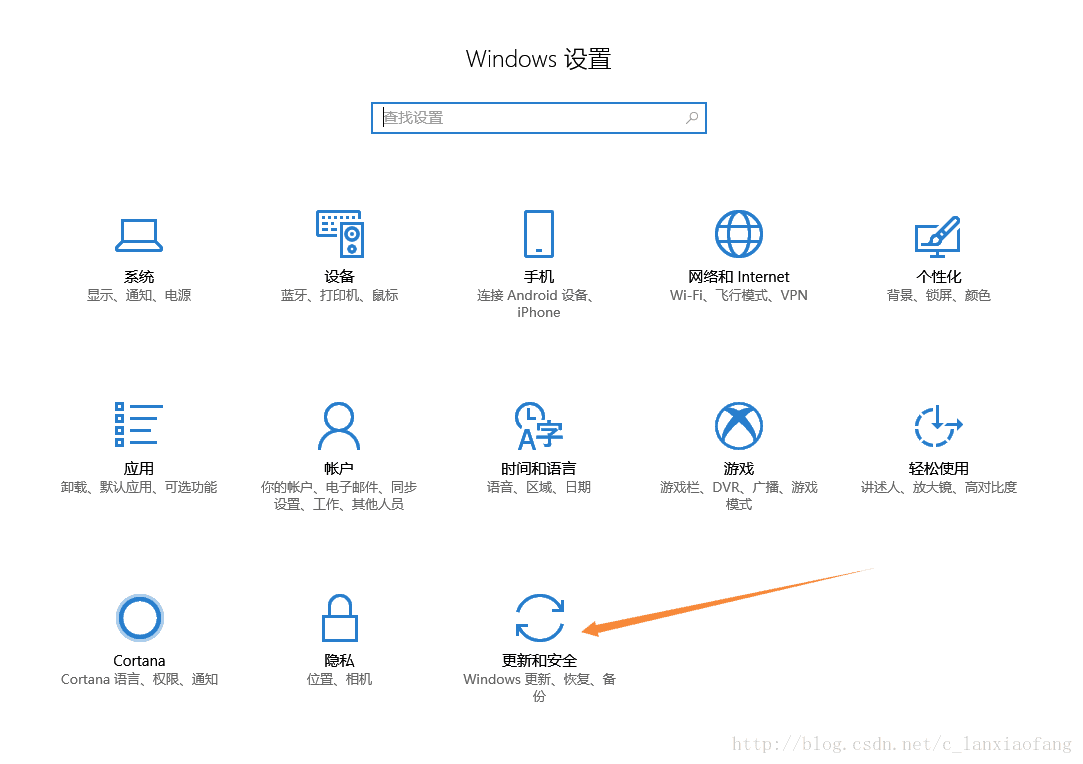 Windows 设置
查找设置
系统
显示、通知、电源
设备
蓝牙、打印机、鼠标
手机
连接 Android 设备、
iPhone
网络和 Internet
Wi-Fi、飞行模式、VPN
个性化
背景、锁屏、颜色
应用
卸载、默认应用、可选功能
帐户
你的帐户、电子邮件、同步
设置、工作、其他人员
时间和语言
语音、区域、日期
游戏
游戏栏、DVR、广播、游戏
模式
轻松使用
讲述人、放大镜、高对比度
Cortana
Cortana 语言、权限、通知
隐私
位置、相机
更新和安全
Windows 更新、恢复、备
份
http://blog.csdn.net/c_lanxiaofang